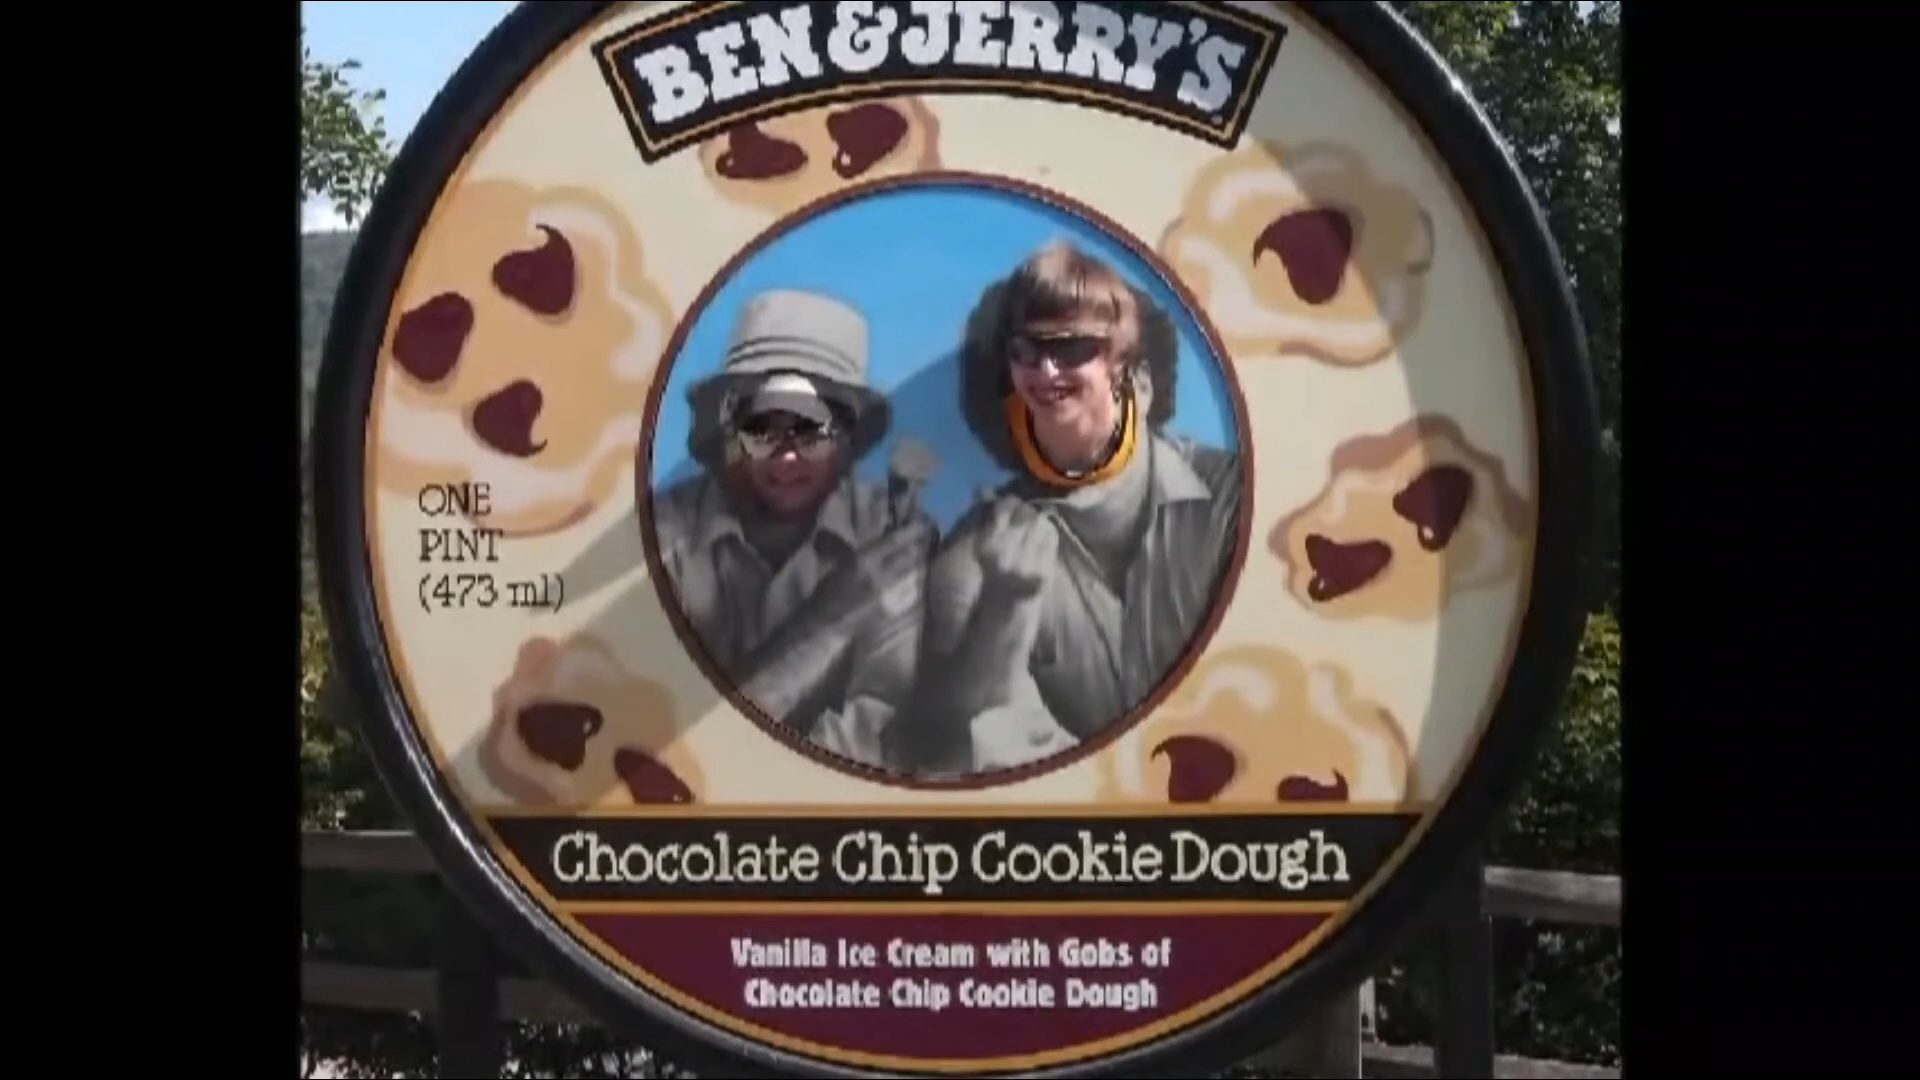 BEN & JERRY'S
ONE
PINT
(473 ml)
Chocolate Chip Cookie Dough
Vanilla Ice Cream with Gobs of
Chocolate Chip Cookie Dough